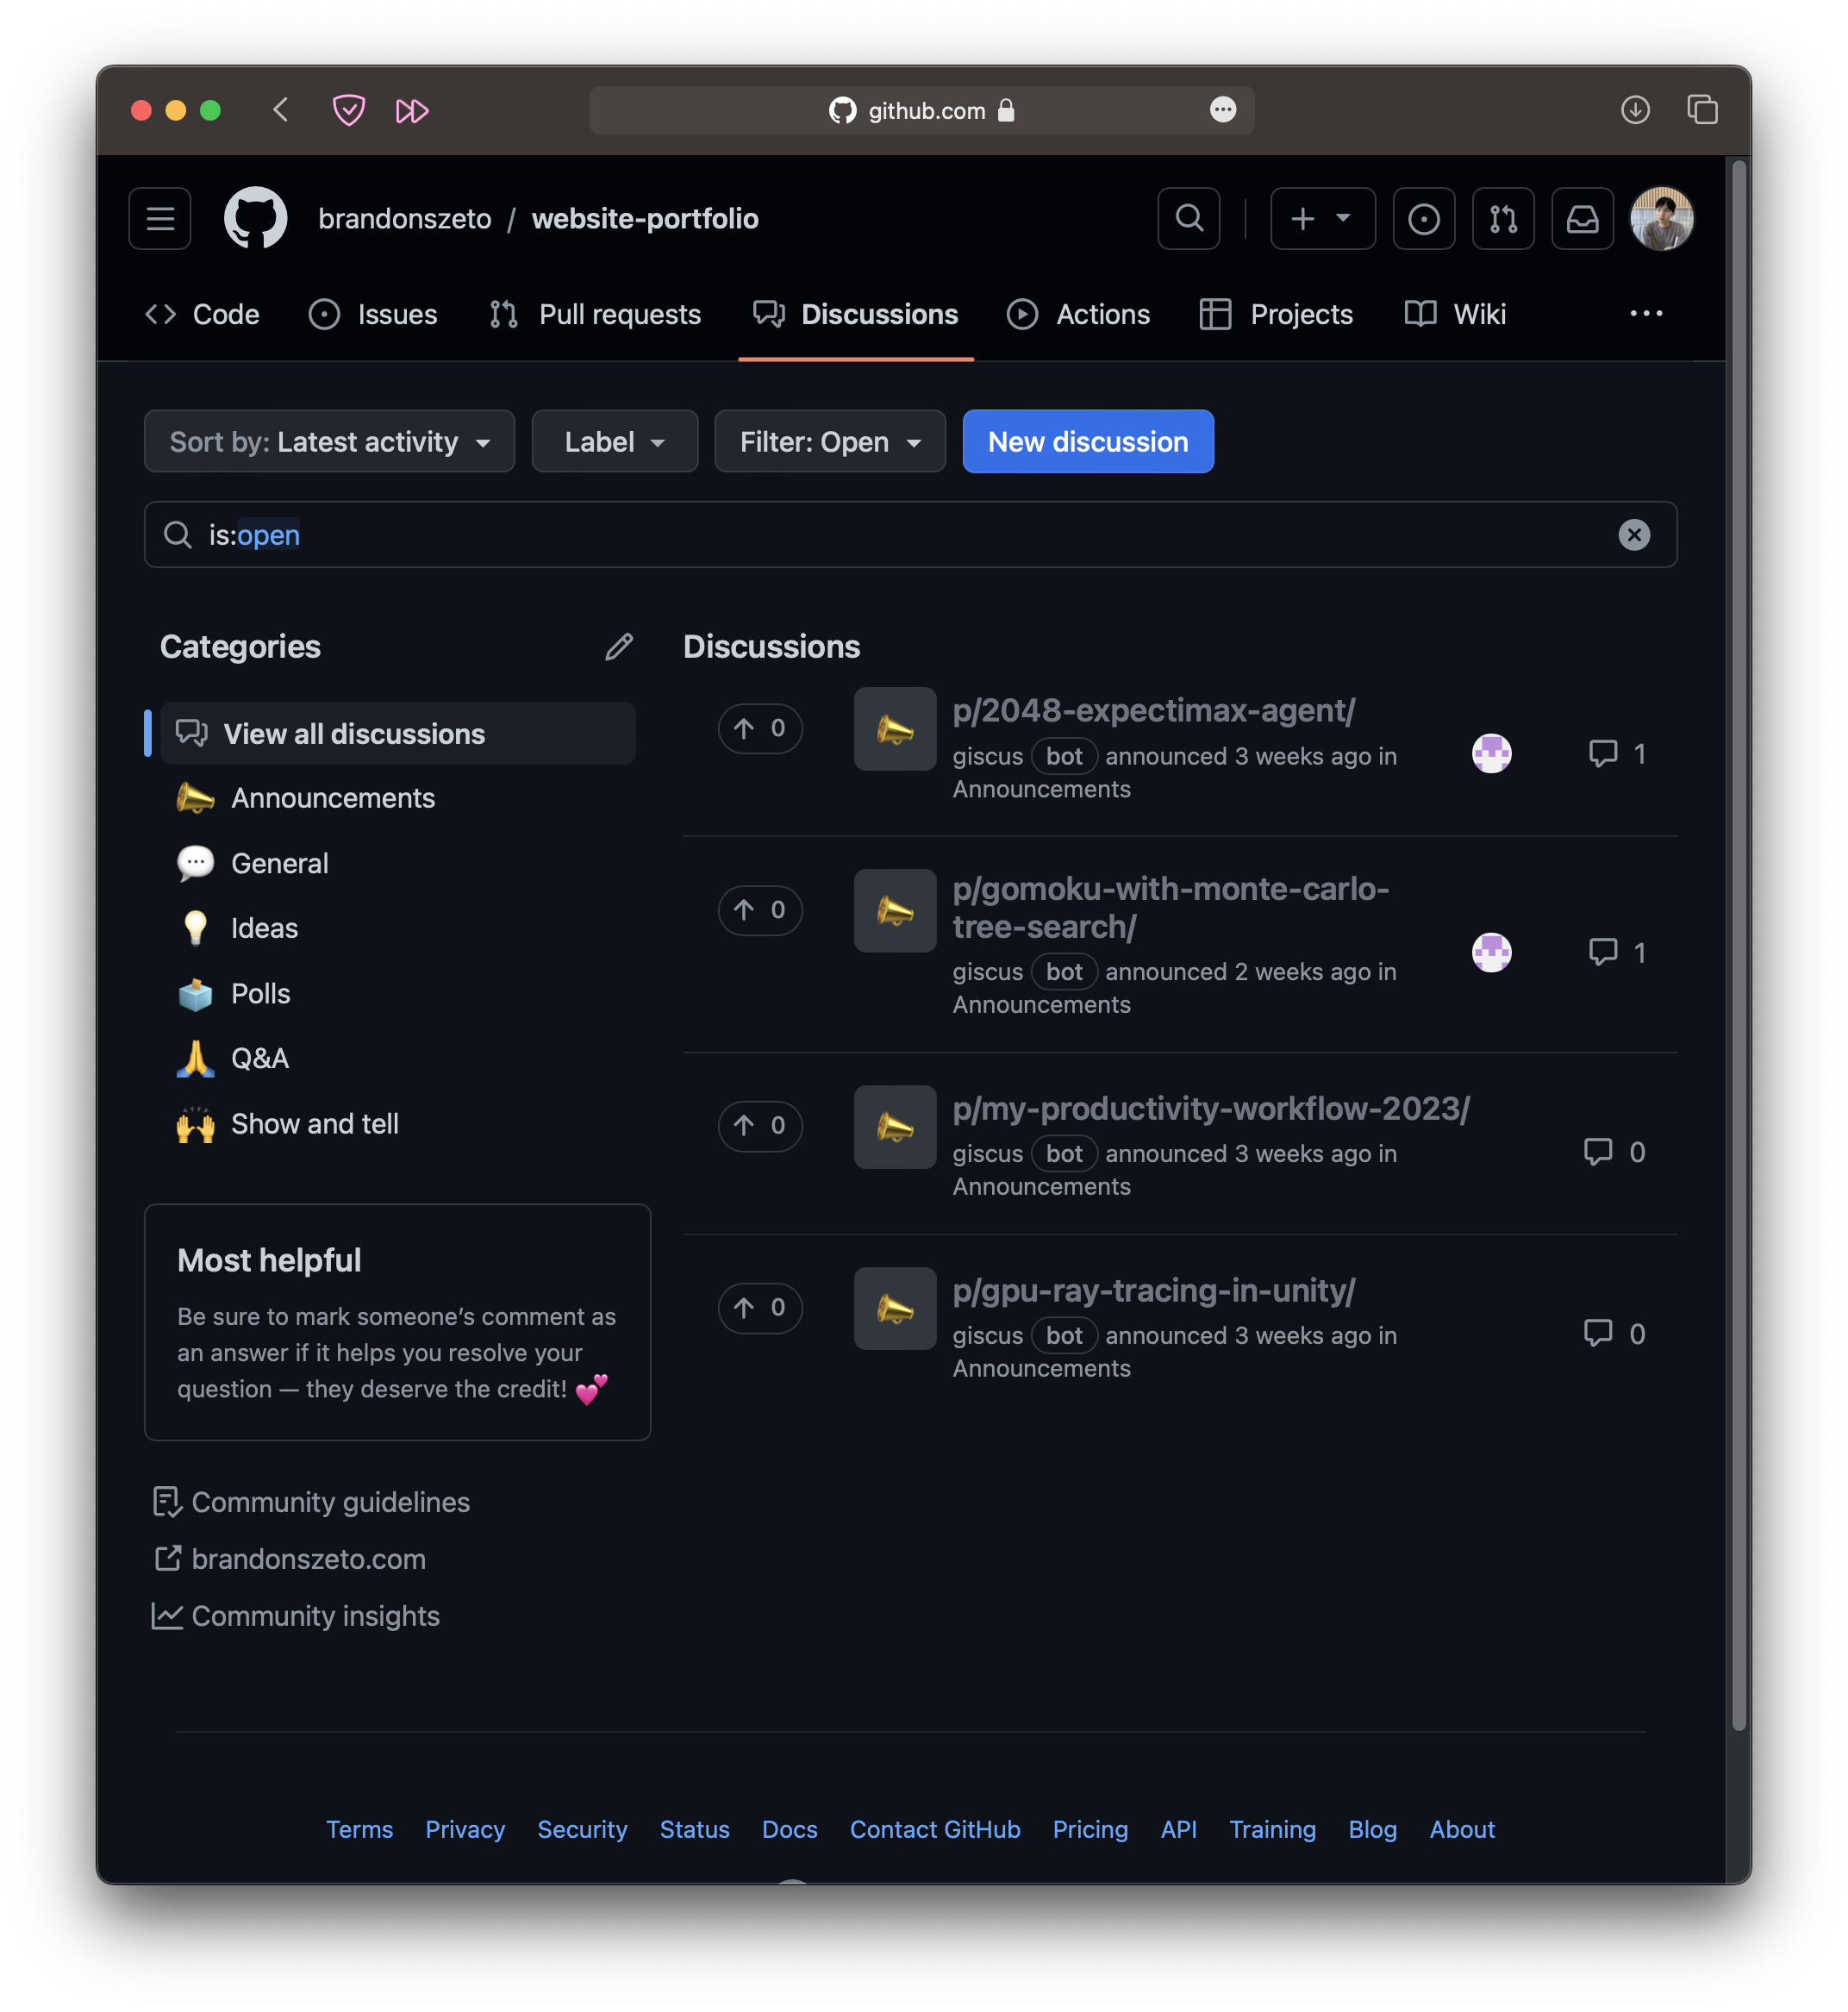 github.com
brandonszeto / website-portfolio
Code Issues Pull requests Discussions Actions Projects Wiki
Sort by: Latest activity Label Filter: Open New discussion
is:open
Categories
View all discussions
Announcements
General
Ideas
Polls
Q&A
Show and tell
Most helpful
Be sure to mark someone’s comment as
an answer if it helps you resolve your
question — they deserve the credit! 💕
Community guidelines
brandonszeto.com
Community insights
Discussions
0
p/2048-expectimax-agent/
giscus bot announced 3 weeks ago in
Announcements
1
0
p/gomoku-with-monte-carlo-
tree-search/
giscus bot announced 2 weeks ago in
Announcements
1
0
p/my-productivity-workflow-2023/
giscus bot announced 3 weeks ago in
Announcements
0
0
p/gpu-ray-tracing-in-unity/
giscus bot announced 3 weeks ago in
Announcements
0
Terms Privacy Security Status Docs Contact GitHub Pricing API Training Blog About